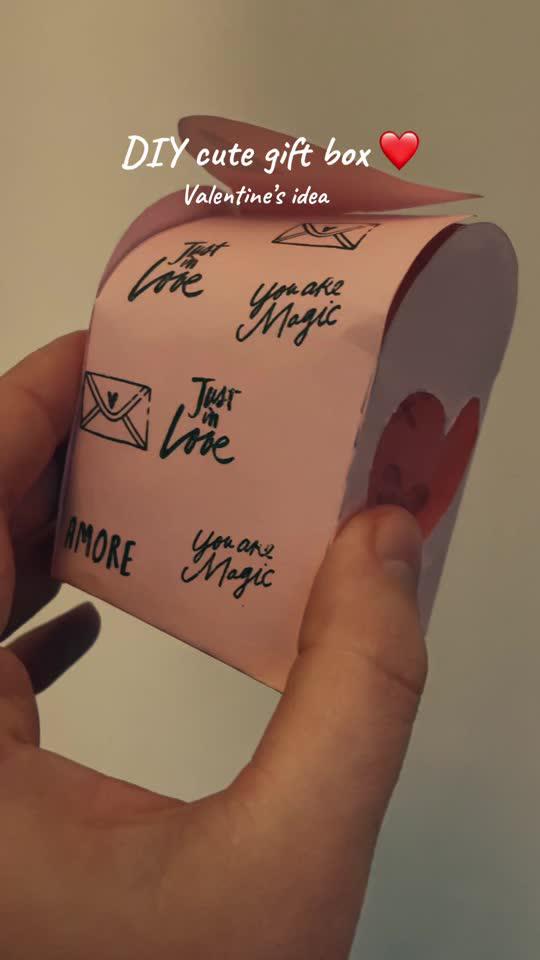 DIY cute gift box ❤️
Valentine's idea
Just
in
Love
You are
Magic
Just
in
Love
AMORE
You are
Magic